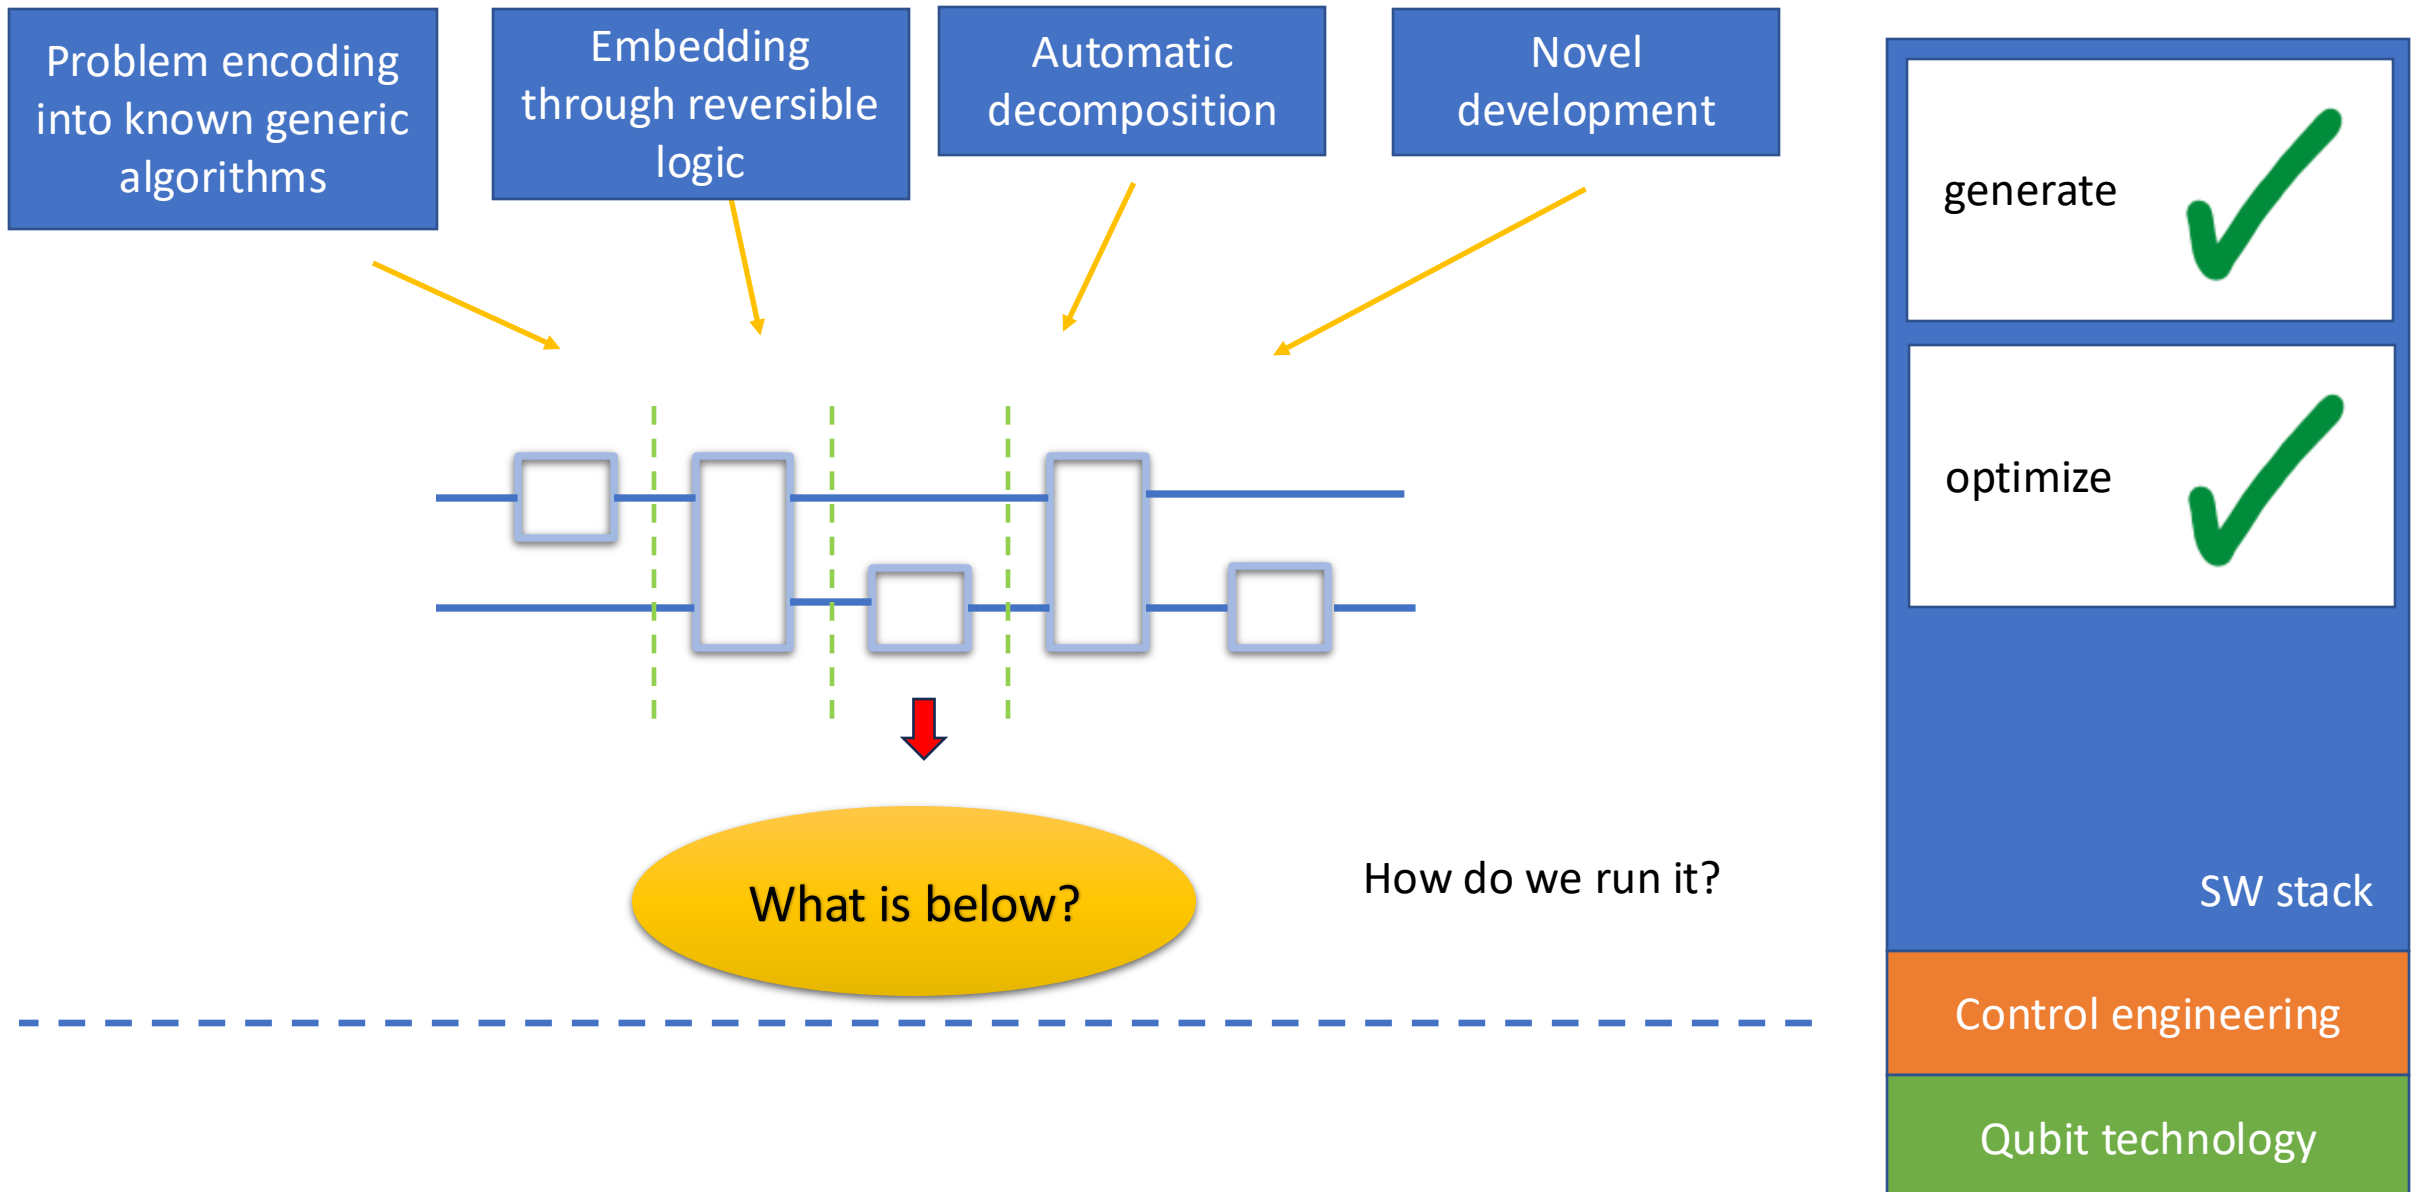 Problem encoding
into known generic
algorithms
Embedding
through reversible
logic
Automatic
decomposition
Novel
development
generate
optimize
What is below?
How do we run it?
SW stack
Control engineering
Qubit technology